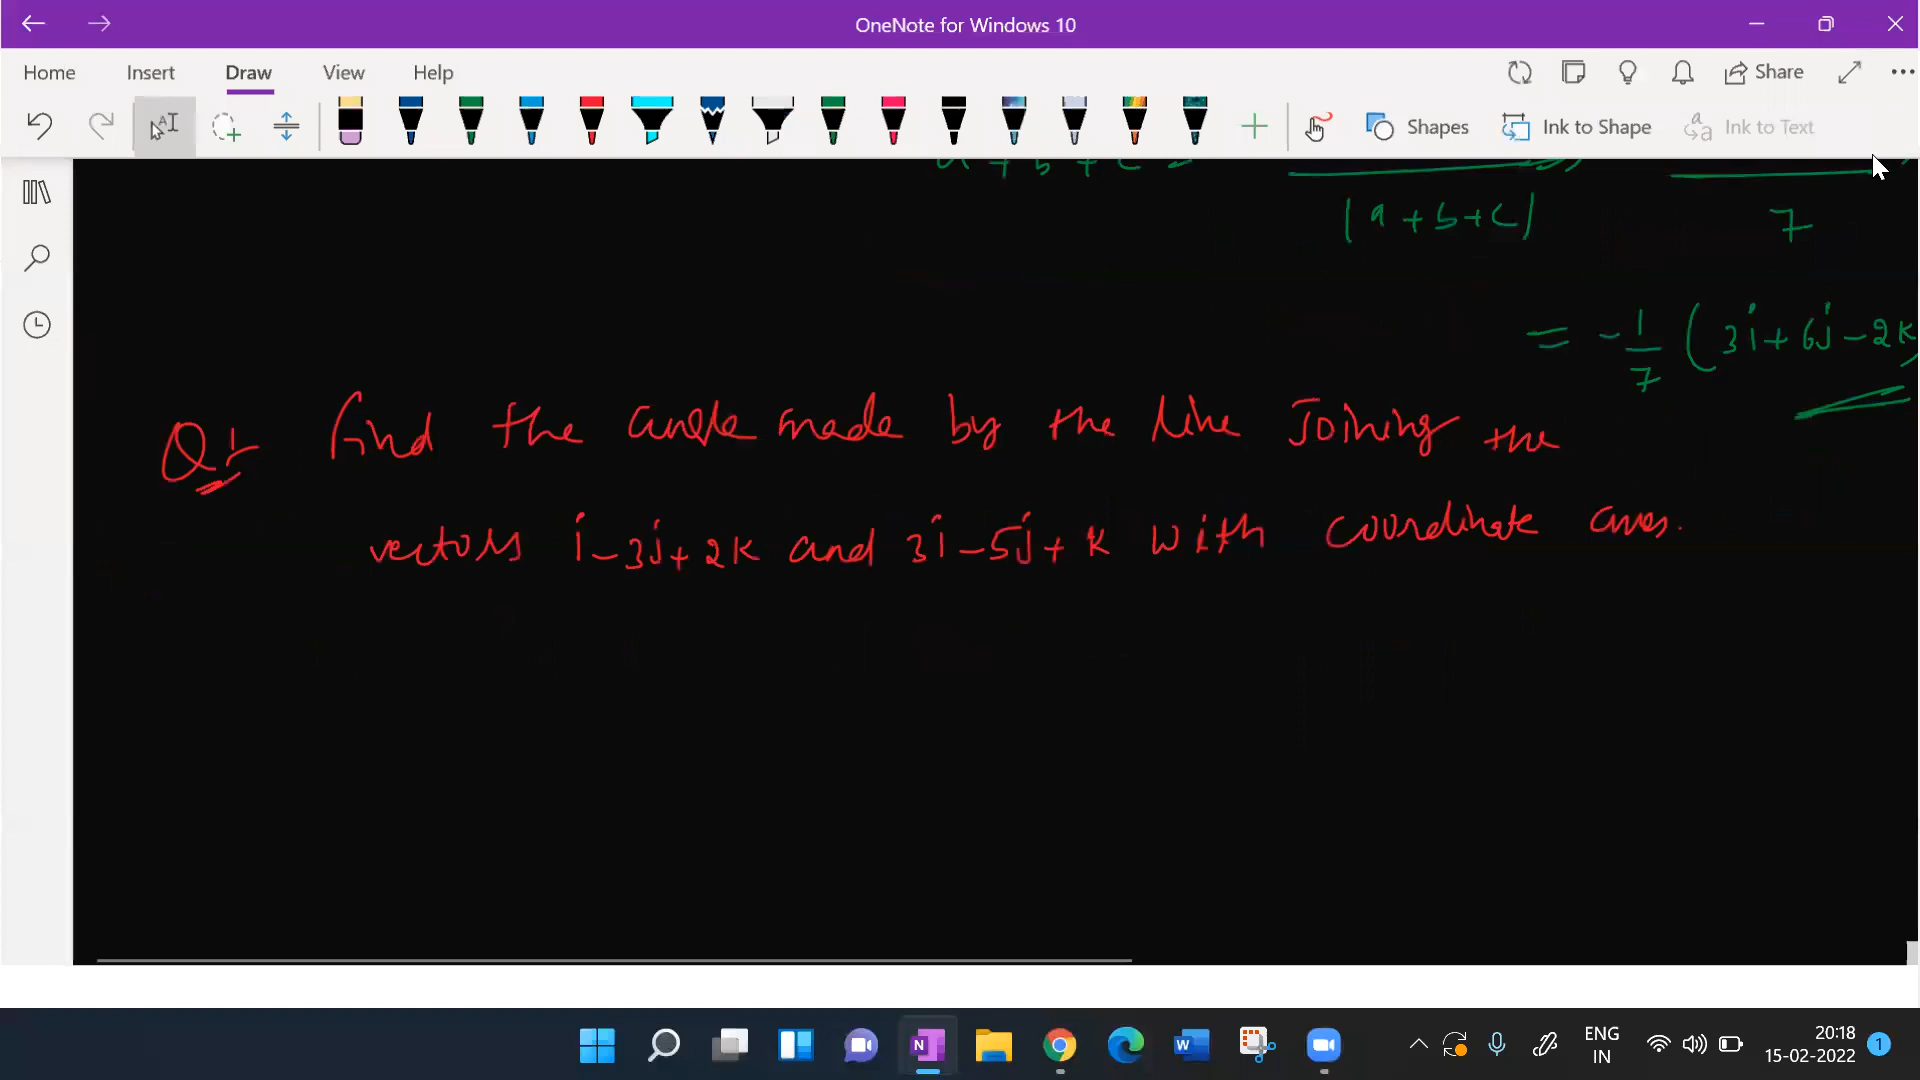 OneNote for Windows 10
Home Insert Draw View Help Share
Shapes Ink to Shape Ink to Text
a + b + c =
|a + b + c| 7
= - 1/7 (3i + 6j - 2k)
Q:- Find the angle made by the line Joining the
vectors i - 3j + 2k and 3i - 5j + k with coordinate axes.
ENG 20:18 1
IN 15-02-2022